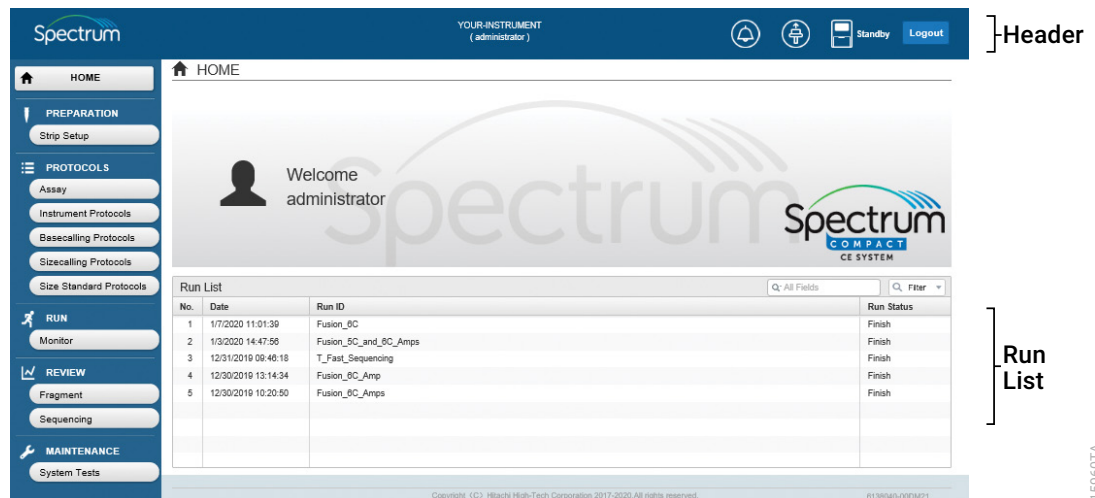 Spectrum
YOUR-INSTRUMENT
( administrator )
Standby
Logout
Header
HOME
HOME
PREPARATION
Strip Setup
PROTOCOLS
Assay
Instrument Protocols
Basecalling Protocols
Sizecalling Protocols
Size Standard Protocols
RUN
Monitor
REVIEW
Fragment
Sequencing
MAINTENANCE
System Tests
Welcome
administrator
Spectrum
Spectrum
COMPACT
CE SYSTEM
Run List
All Fields
Filter
No. Date Run ID Run Status
1 1/7/2020 11:01:39 Fusion_6C Finish
2 1/3/2020 14:47:56 Fusion_5C_and_6C_Amps Finish
3 12/31/2019 09:46:18 T_Fast_Sequencing Finish
4 12/30/2019 13:14:34 Fusion_6C_Amp Finish
5 12/30/2019 10:20:50 Fusion_6C_Amps Finish
Run
List
Copyright (C) Hitachi High-Tech Corporation 2017-2020.All rights reserved.